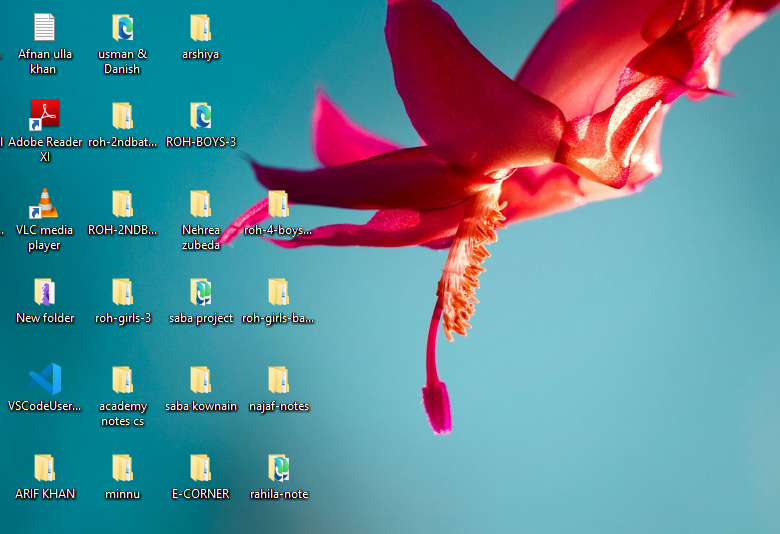 Afnan ulla
khan
usman &
Danish
arshiya
Adobe Reader
XI
roh-2ndbat...
ROH-BOYS-3
VLC media
player
ROH-2NDB...
Nehrea
zubeda
roh-4-boys...
New folder
roh-girls-3
saba project
roh-girls-ba...
VSCodeUser...
academy
notes cs
saba kownain
najaf-notes
ARIF KHAN
minnu
E-CORNER
rahila-note